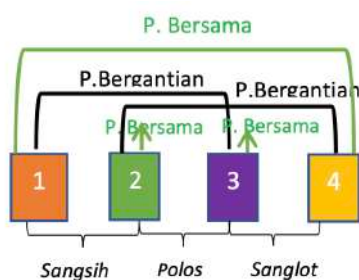 P. Bersama
P.Bergantian
P.Bergantian
P. Bersama
P. Bersama
1 2 3 4
Sangsih Polos Sanglot